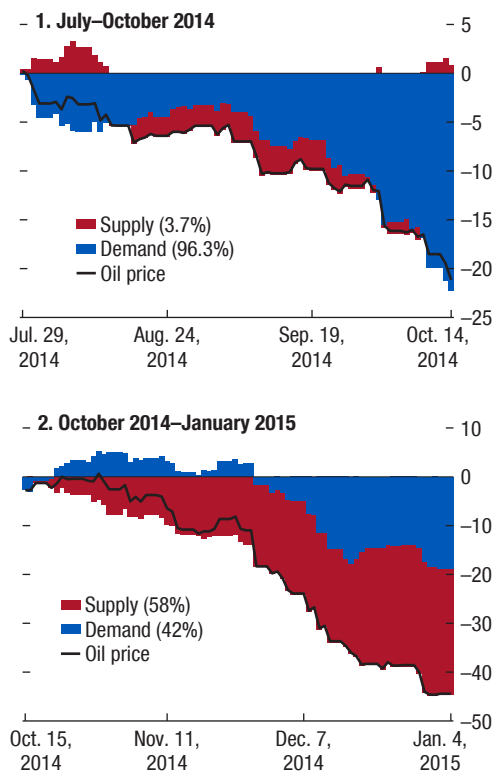 1. July–October 2014
5
0
–5
–10
–15
–20
–25
Supply (3.7%)
Demand (96.3%)
Oil price
Jul. 29, Aug. 24, Sep. 19, Oct. 14,
2014 2014 2014 2014
2. October 2014–January 2015
10
0
–10
–20
–30
–40
–50
Supply (58%)
Demand (42%)
Oil price
Oct. 15, Nov. 11, Dec. 7, Jan. 4,
2014 2014 2014 2015